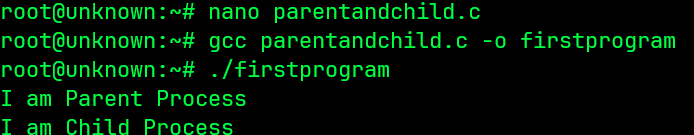 root@unknown:~# nano parentandchild.c
root@unknown:~# gcc parentandchild.c -o firstprogram
root@unknown:~# ./firstprogram
I am Parent Process
I am Child Process